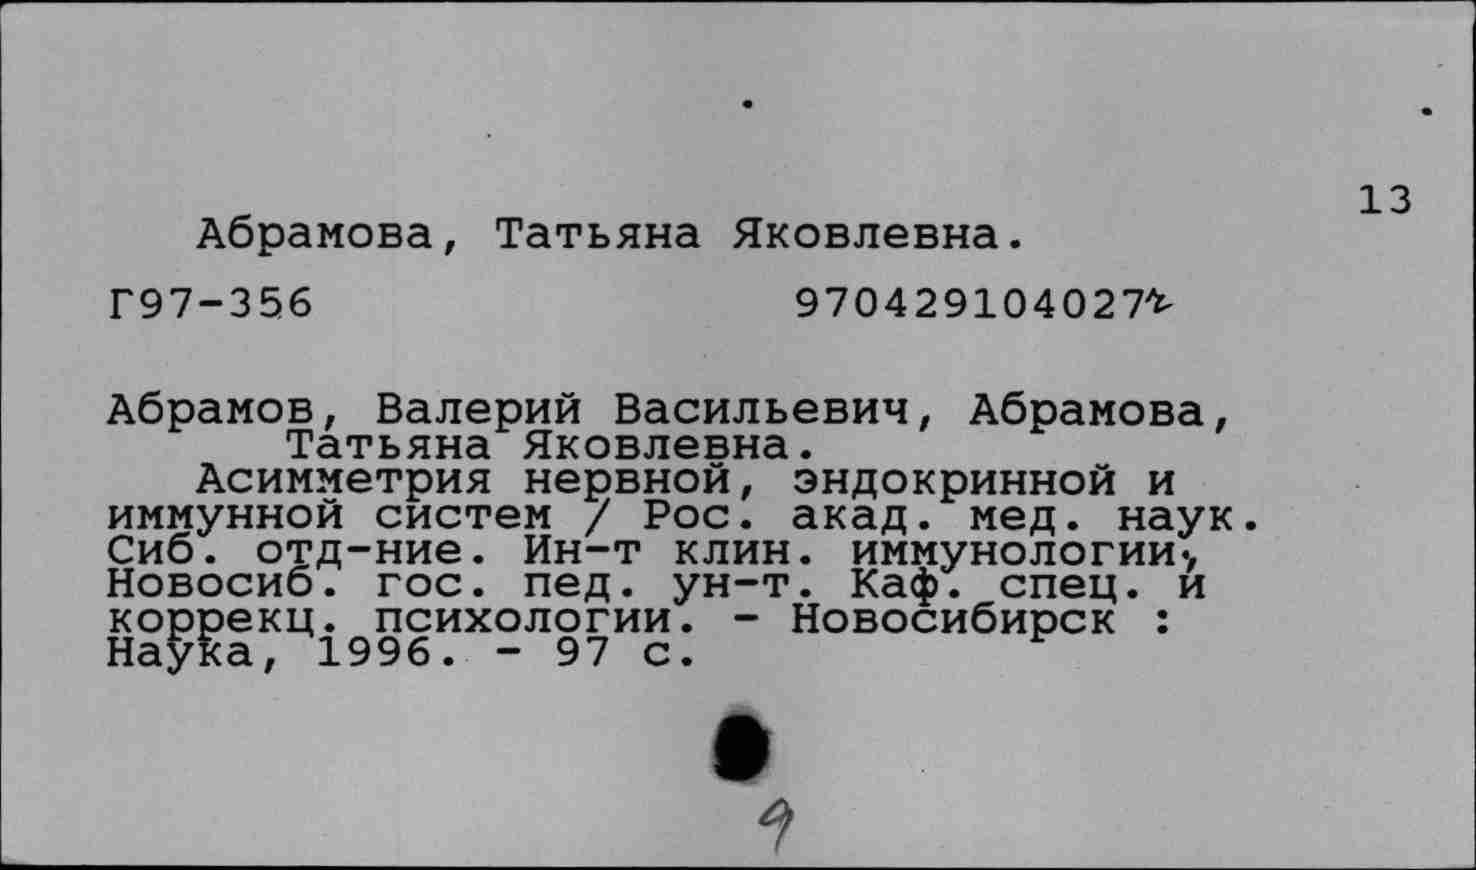 13
Абрамова, Татьяна Яковлевна.
Г97-356 970429104027
Абрамов, Валерий Васильевич, Абрамова,
Татьяна Яковлевна.
Асимметрия нервной, эндокринной и
иммунной систем / Рос. акад. мед. наук.
Сиб. отд-ние. Ин-т клин. иммунологии,
Новосиб. гос. пед. ун-т. Каф. спец. и
коррекц. психологии. - Новосибирск :
Наука, 1996. - 97 с.
9